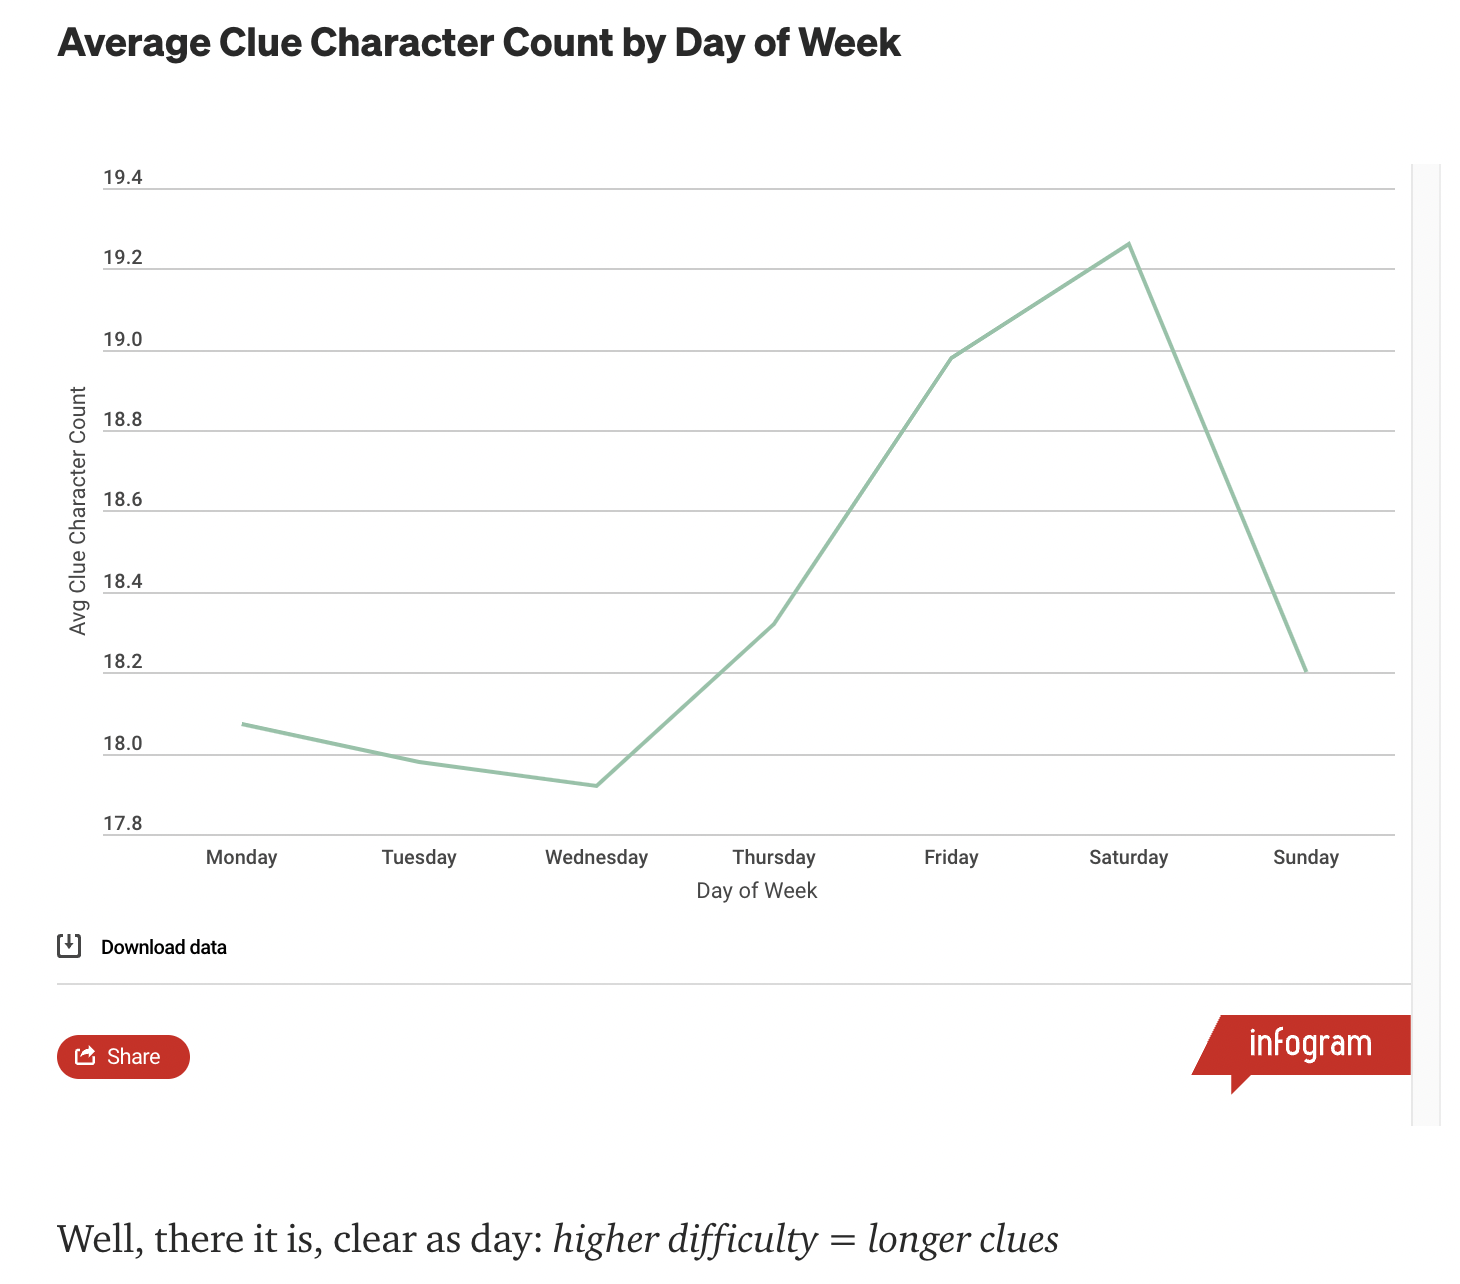 Average Clue Character Count by Day of Week
19.4
19.2
19.0
18.8
18.6
18.4
18.2
18.0
17.8
Avg Clue Character Count
Monday Tuesday Wednesday Thursday Friday Saturday Sunday
Day of Week
Download data
Share
infogram
Well, there it is, clear as day: higher difficulty = longer clues